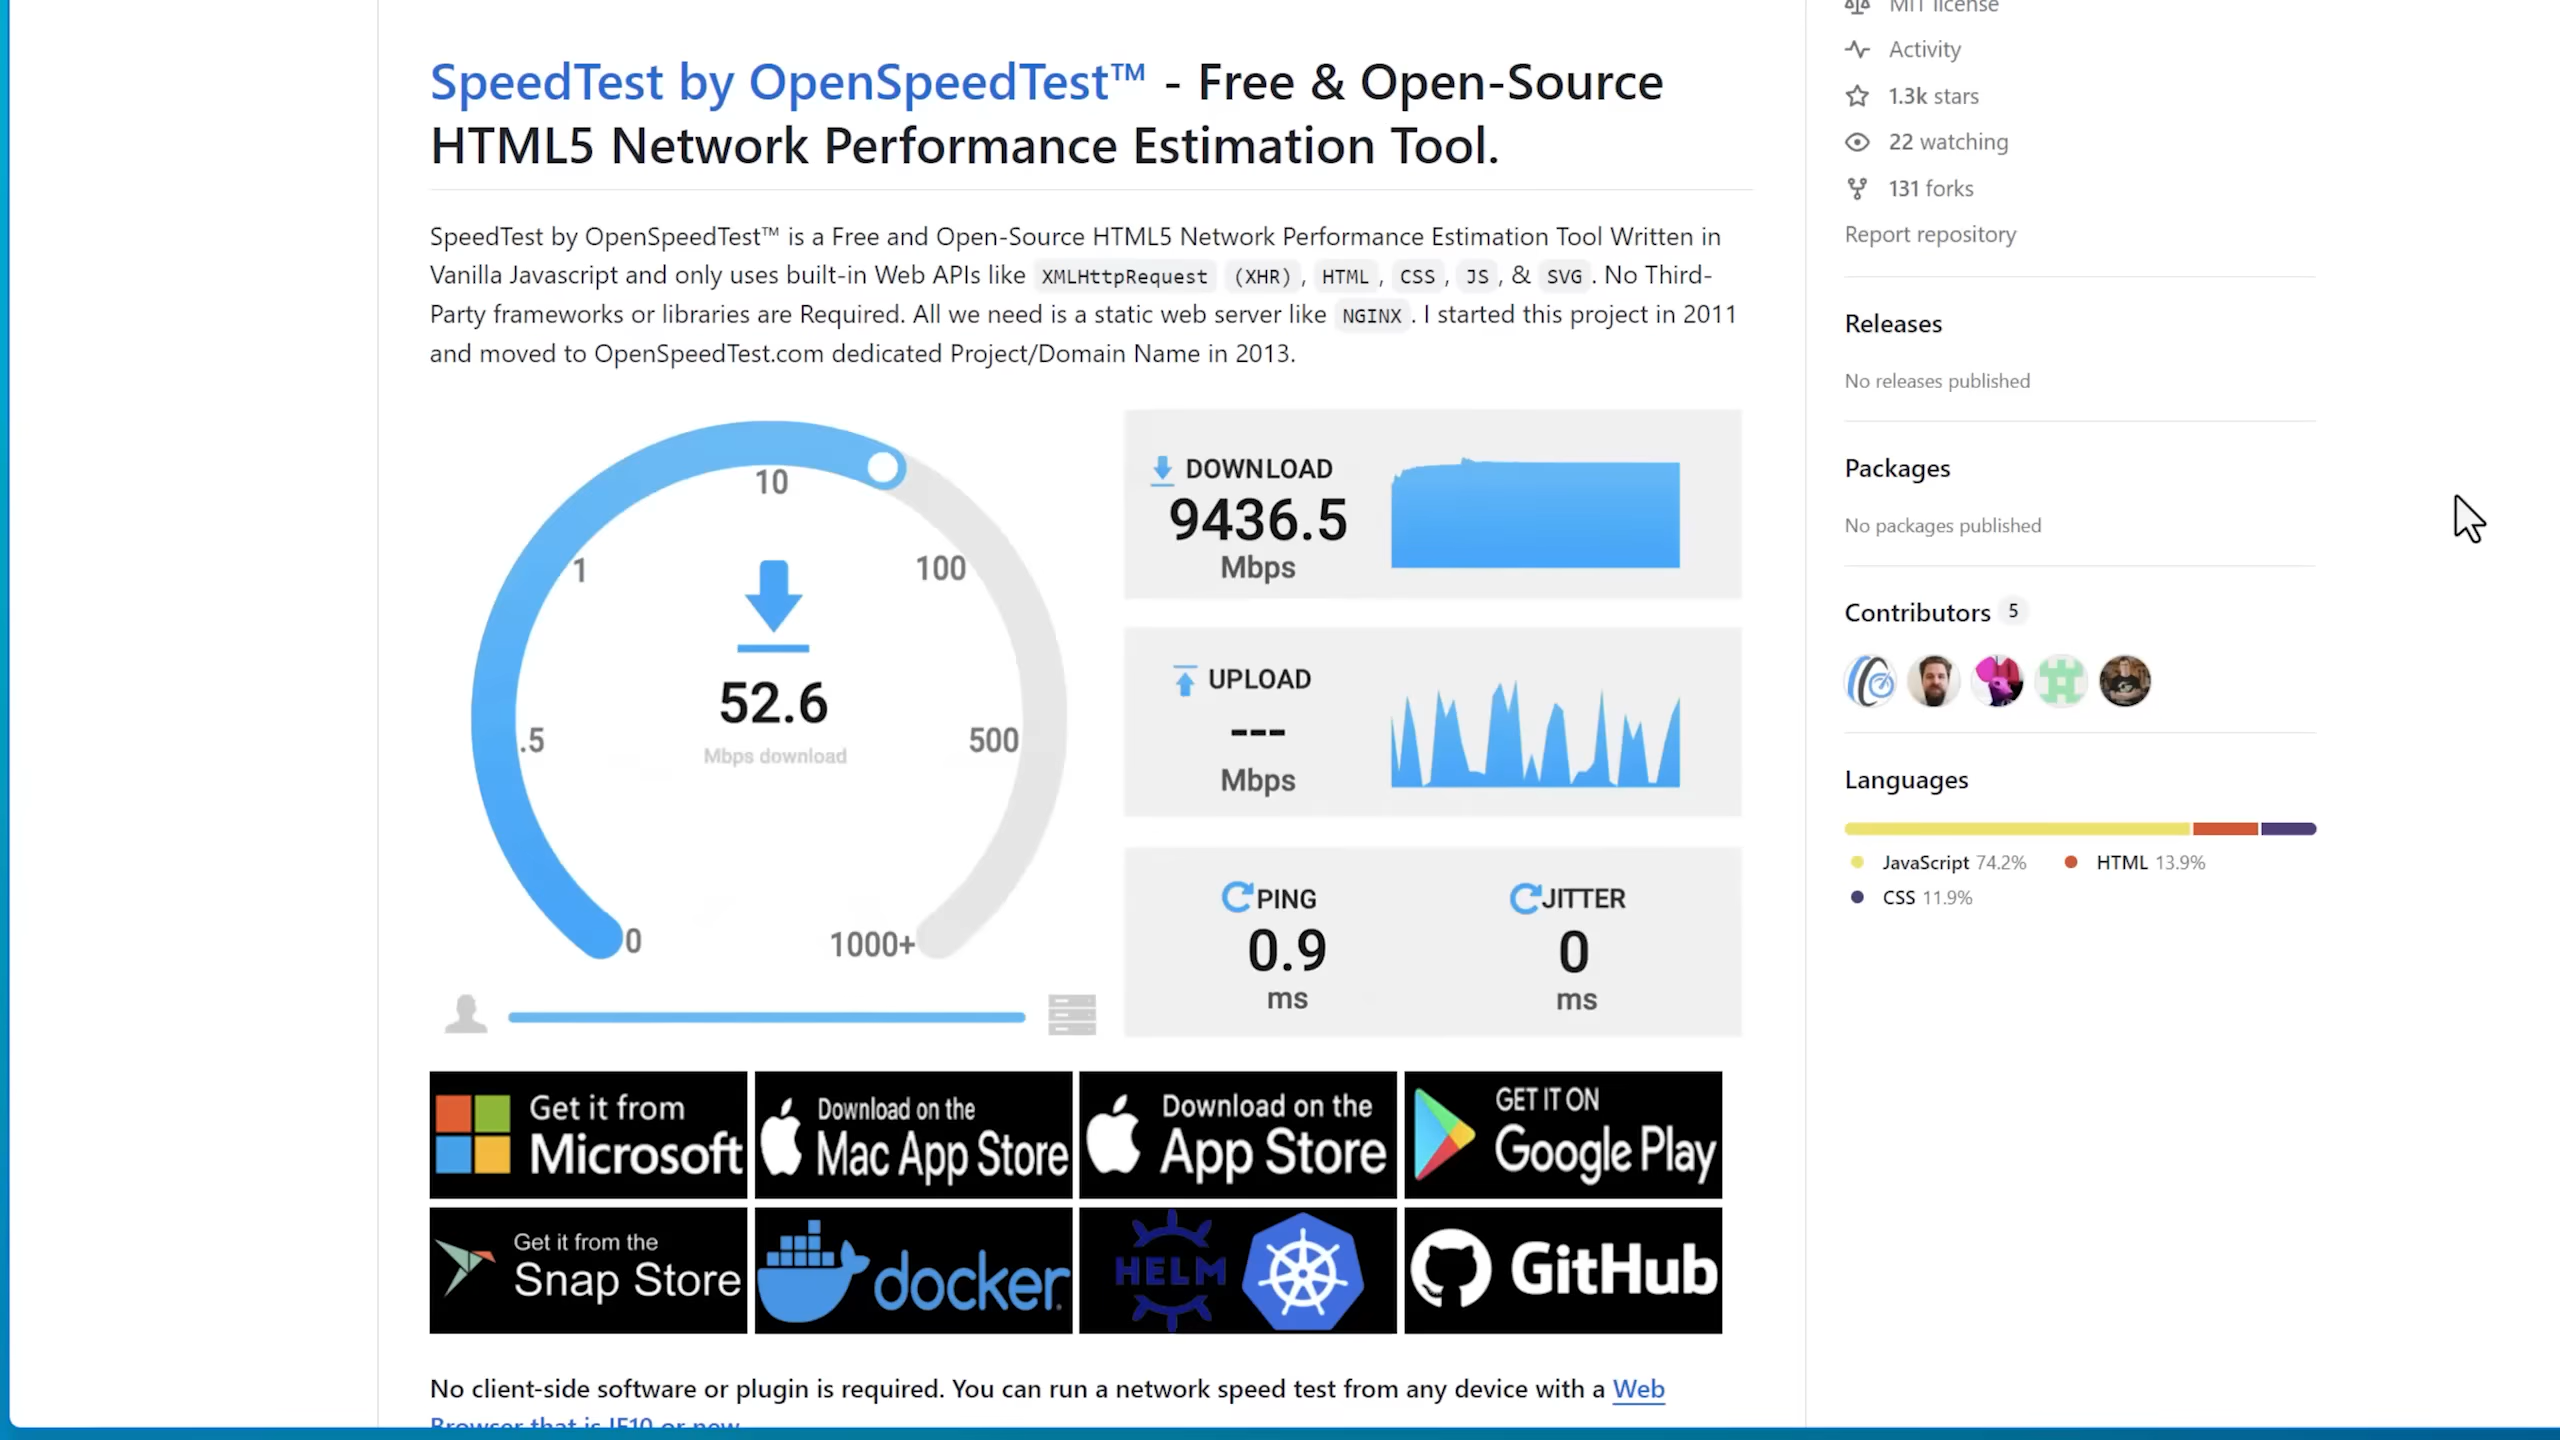 SpeedTest by OpenSpeedTest™ - Free & Open-Source
HTML5 Network Performance Estimation Tool.
SpeedTest by OpenSpeedTest™ is a Free and Open-Source HTML5 Network Performance Estimation Tool Written in
Vanilla Javascript and only uses built-in Web APIs like XMLHttpRequest (XHR), HTML, CSS, JS, & SVG. No Third-
Party frameworks or libraries are Required. All we need is a static web server like NGINX. I started this project in 2011
and moved to OpenSpeedTest.com dedicated Project/Domain Name in 2013.
10
1
100
.5
500
0
1000+
52.6
Mbps download
DOWNLOAD
9436.5
Mbps
UPLOAD
---
Mbps
PING
0.9
ms
JITTER
0
ms
Get it from
Microsoft
Download on the
Mac App Store
Download on the
App Store
GET IT ON
Google Play
Get it from the
Snap Store
docker
HELM
GitHub
No client-side software or plugin is required. You can run a network speed test from any device with a Web
Browser that is IE10 or new
MIT license
Activity
1.3k stars
22 watching
131 forks
Report repository
Releases
No releases published
Packages
No packages published
Contributors 5
Languages
JavaScript 74.2%
HTML 13.9%
CSS 11.9%